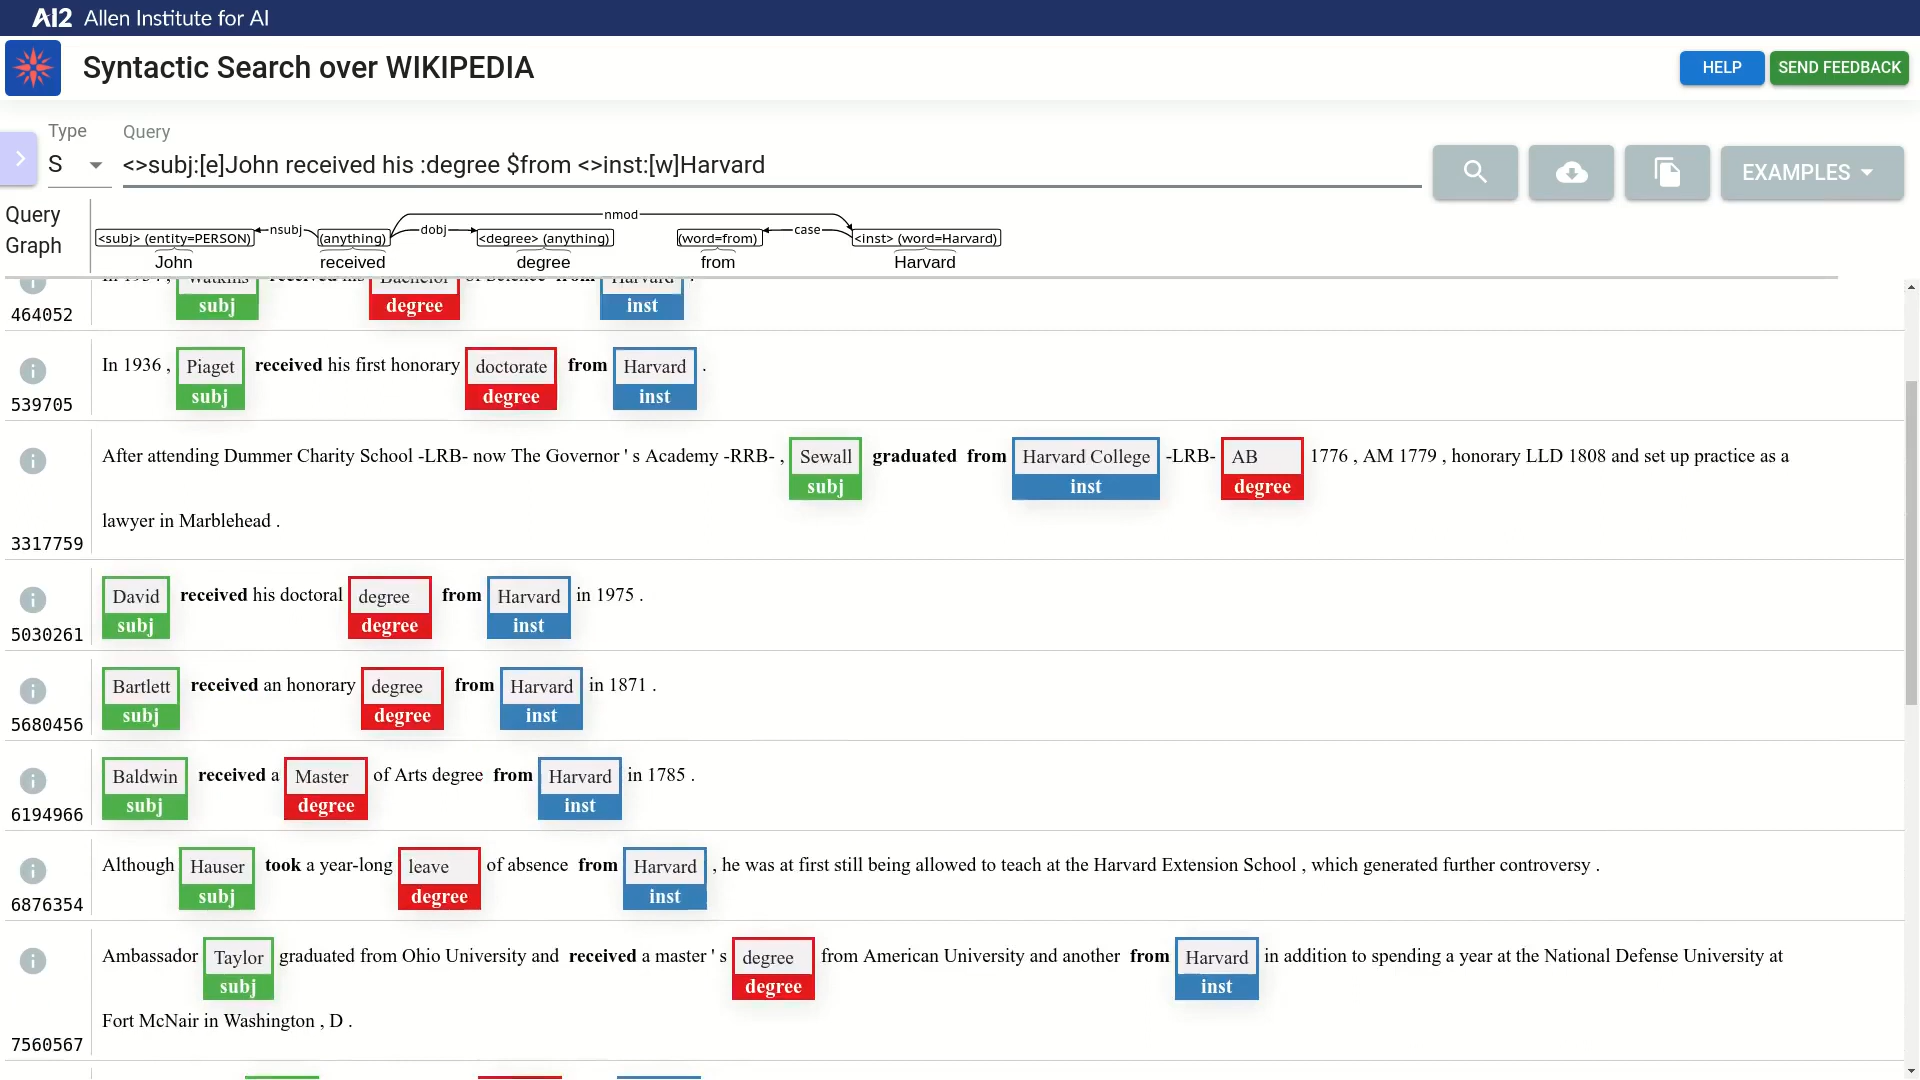 AI2 Allen Institute for AI
Syntactic Search over WIKIPEDIA
HELP
SEND FEEDBACK
Type
Query
S
<>subj:[e]John received his :degree $from <>inst:[w]Harvard
EXAMPLES
Query Graph
nmod
nsubj
dobj
case
<subj> (entity=PERSON)
(anything)
<degree> (anything)
(word=from)
<inst> (word=Harvard)
John received degree from Harvard
In 1954 , Watkins received his Bachelor of Science from Harvard .
subj degree inst
464052
In 1936 , Piaget received his first honorary doctorate from Harvard .
subj degree inst
539705
After attending Dummer Charity School -LRB- now The Governor ' s Academy -RRB- , Sewall graduated from Harvard College -LRB- AB 1776 , AM 1779 , honorary LLD 1808 and set up practice as a
subj inst degree
lawyer in Marblehead .
3317759
David received his doctoral degree from Harvard in 1975 .
subj degree inst
5030261
Bartlett received an honorary degree from Harvard in 1871 .
subj degree inst
5680456
Baldwin received a Master of Arts degree from Harvard in 1785 .
subj degree inst
6194966
Although Hauser took a year-long leave of absence from Harvard , he was at first still being allowed to teach at the Harvard Extension School , which generated further controversy .
subj degree inst
6876354
Ambassador Taylor graduated from Ohio University and received a master ' s degree from American University and another from Harvard in addition to spending a year at the National Defense University at
subj degree inst
Fort McNair in Washington , D .
7560567